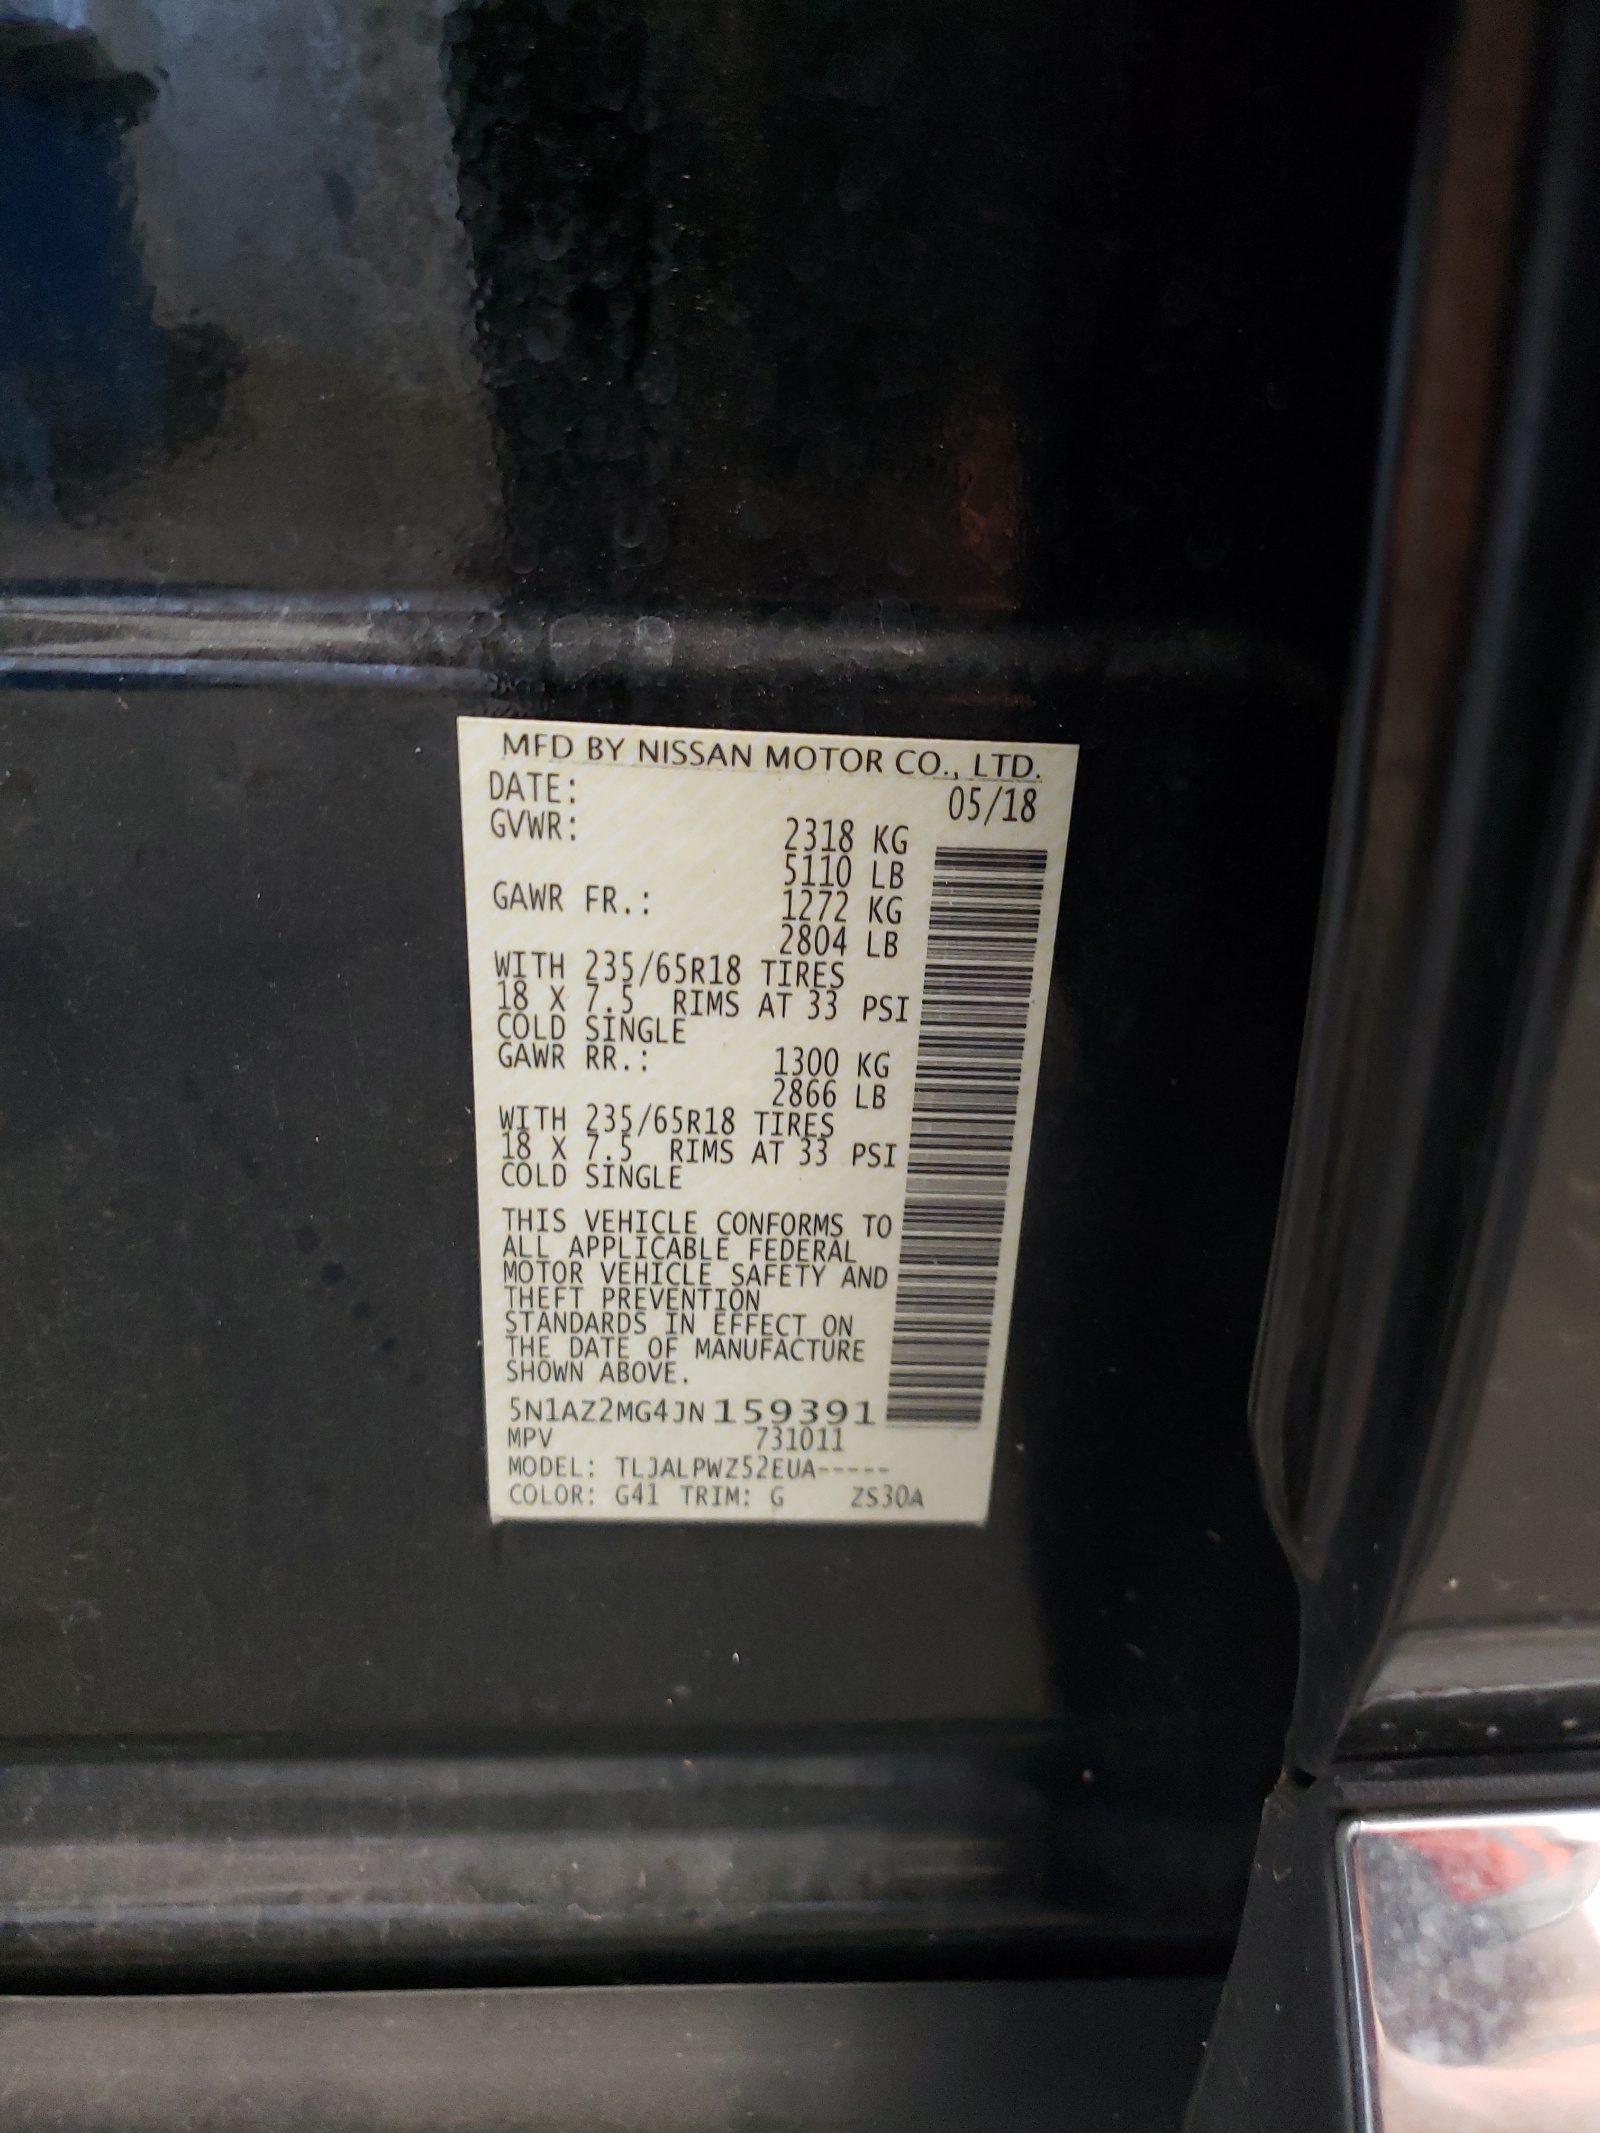 MFD BY NISSAN MOTOR CO., LTD.
DATE: 05/18
GVWR: 2318 KG
5110 LB
GAWR FR.: 1272 KG
2804 LB
WITH 235/65R18 TIRES
18 X 7.5 RIMS AT 33 PSI
COLD SINGLE
GAWR RR.: 1300 KG
2866 LB
WITH 235/65R18 TIRES
18 X 7.5 RIMS AT 33 PSI
COLD SINGLE
THIS VEHICLE CONFORMS TO
ALL APPLICABLE FEDERAL
MOTOR VEHICLE SAFETY AND
THEFT PREVENTION
STANDARDS IN EFFECT ON
THE DATE OF MANUFACTURE
SHOWN ABOVE.
5N1AZ2MG4JN159391
MPV 731011
MODEL: TLJALPWZ52EUA-----
COLOR: G41 TRIM: G ZS30A